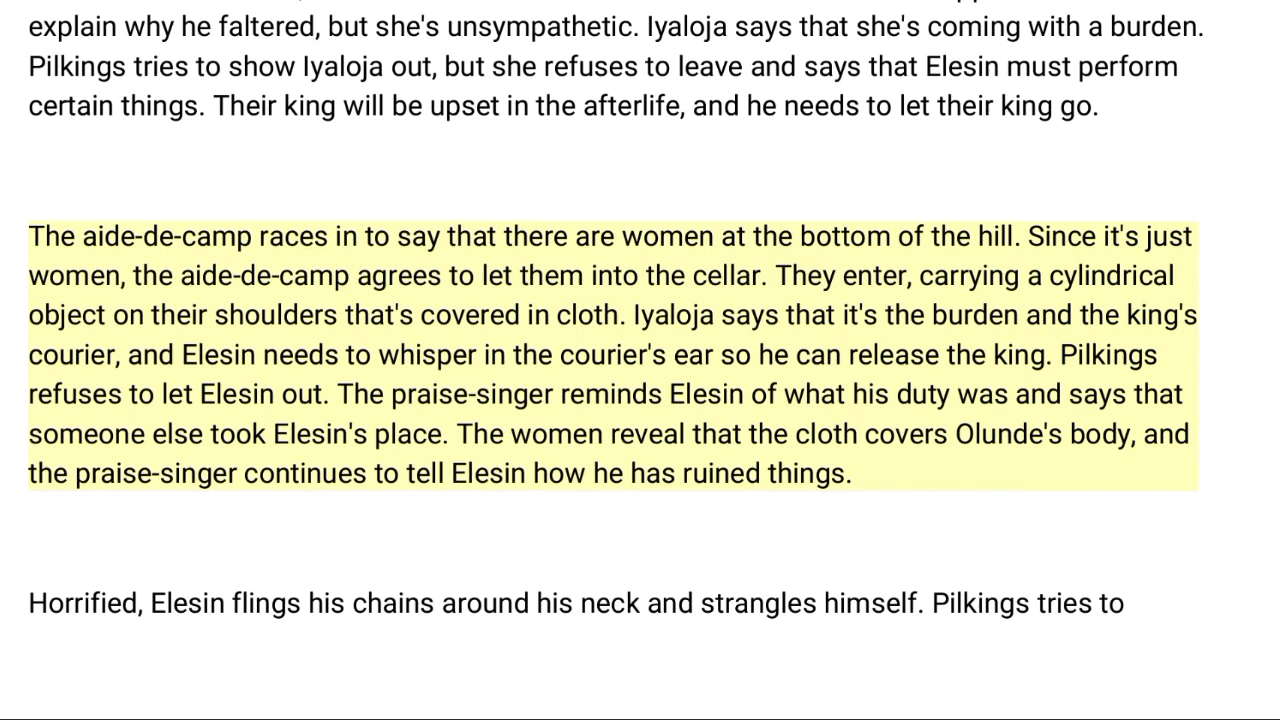 explain why he faltered, but she's unsympathetic. Iyaloja says that she's coming with a burden.
Pilkings tries to show Iyaloja out, but she refuses to leave and says that Elesin must perform
certain things. Their king will be upset in the afterlife, and he needs to let their king go.
The aide-de-camp races in to say that there are women at the bottom of the hill. Since it's just
women, the aide-de-camp agrees to let them into the cellar. They enter, carrying a cylindrical
object on their shoulders that's covered in cloth. Iyaloja says that it's the burden and the king's
courier, and Elesin needs to whisper in the courier's ear so he can release the king. Pilkings
refuses to let Elesin out. The praise-singer reminds Elesin of what his duty was and says that
someone else took Elesin's place. The women reveal that the cloth covers Olunde's body, and
the praise-singer continues to tell Elesin how he has ruined things.
Horrified, Elesin flings his chains around his neck and strangles himself. Pilkings tries to